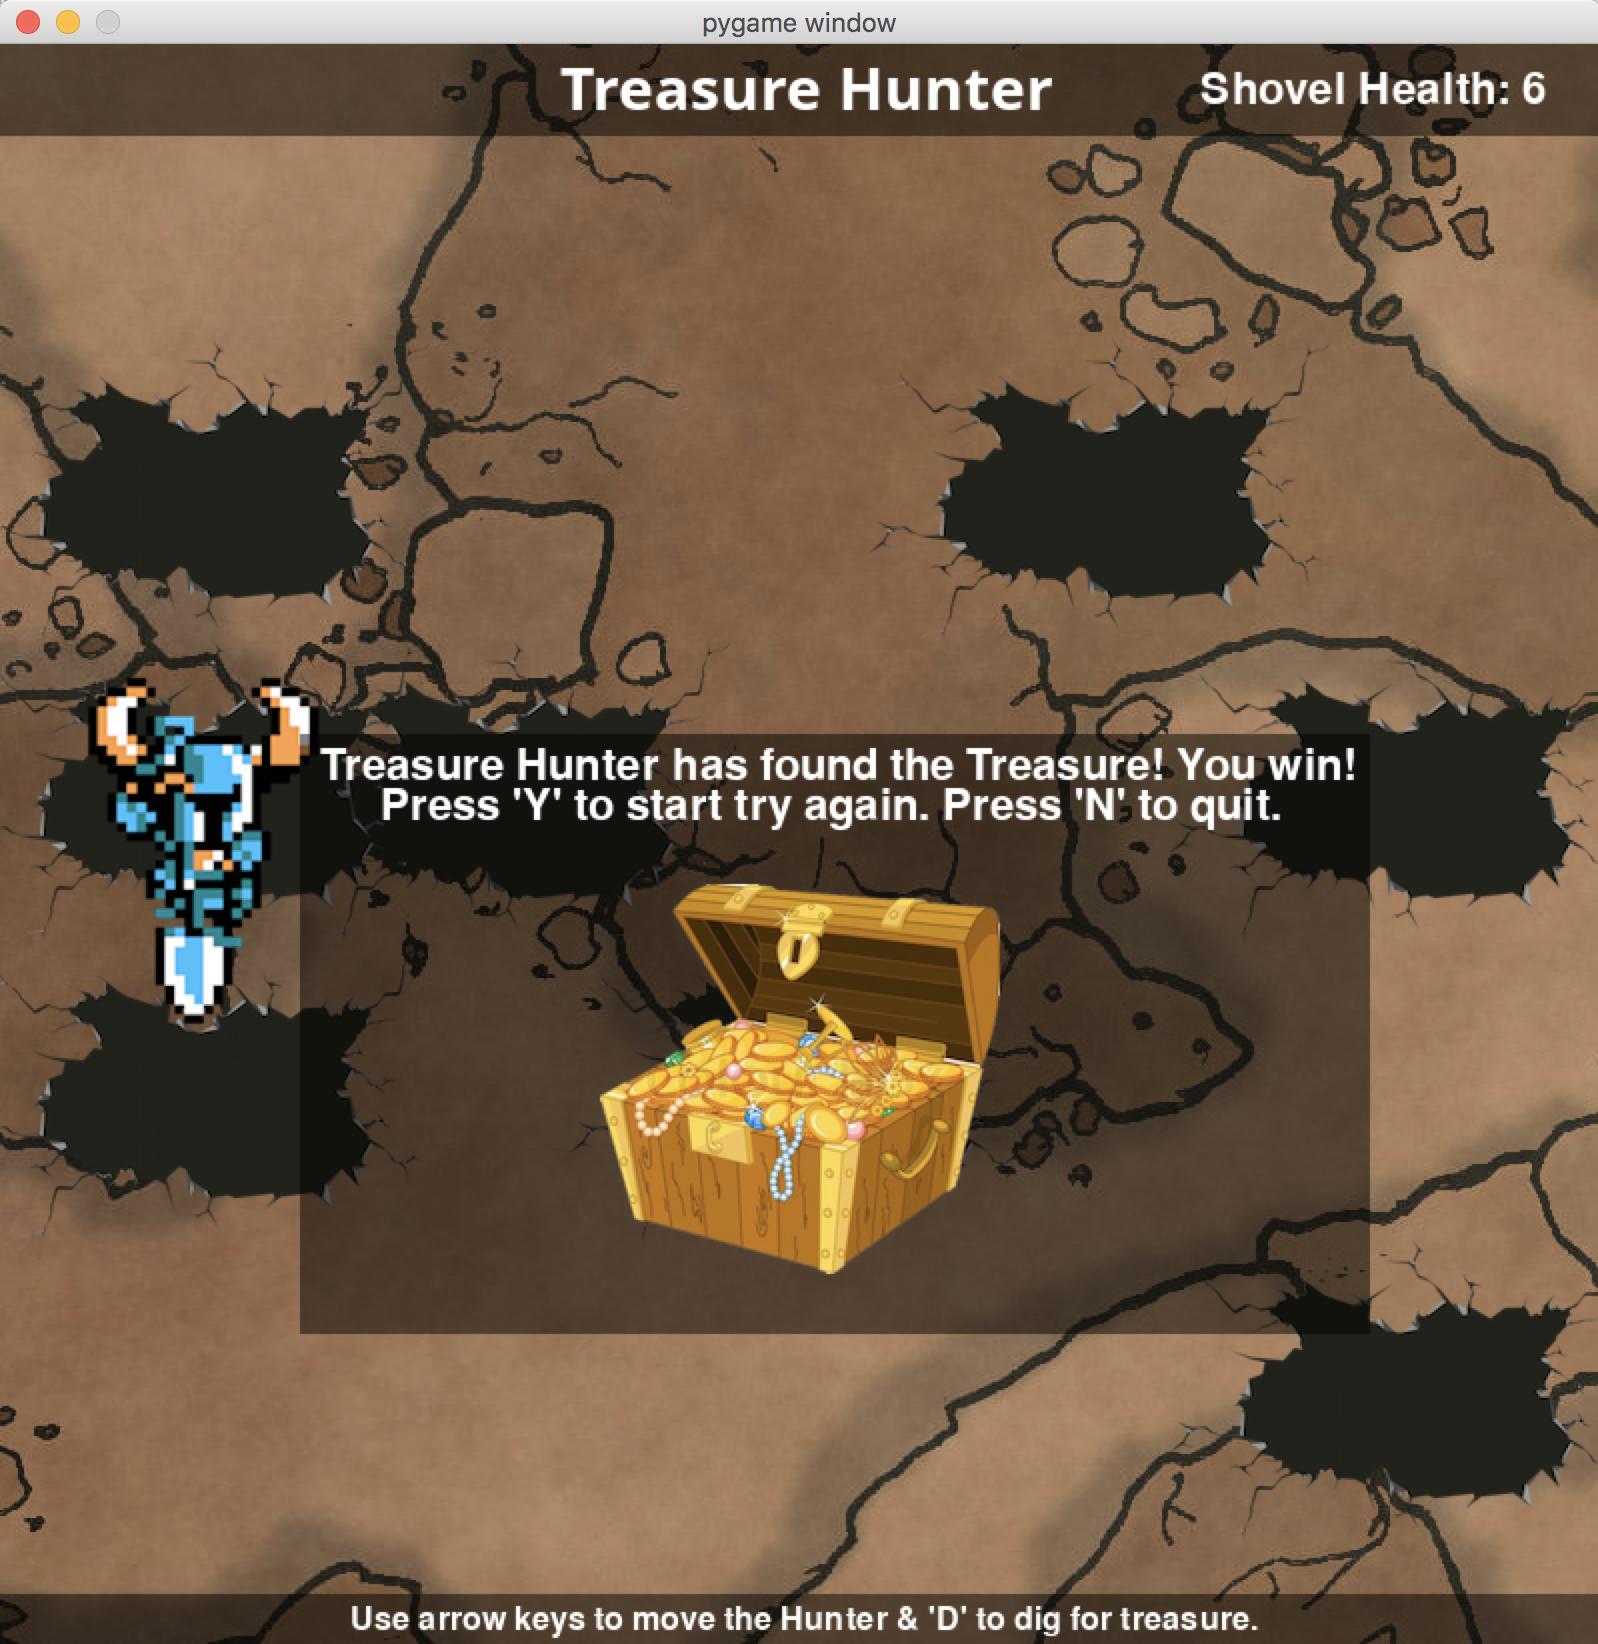 pygame window
Treasure Hunter
Shovel Health: 6
Treasure Hunter has found the Treasure! You win!
Press 'Y' to start try again. Press 'N' to quit.
Use arrow keys to move the Hunter & 'D' to dig for treasure.